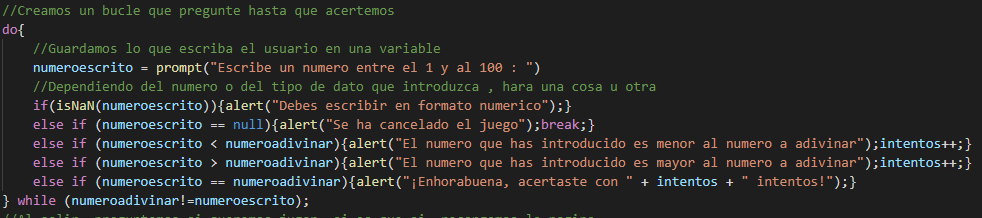 //Creamos un bucle que pregunte hasta que acertemos
do{
    //Guardamos lo que escriba el usuario en una variable
    numeroescrito = prompt("Escribe un numero entre el 1 y al 100 : ")
    //Dependiendo del numero o del tipo de dato que introduzca , hara una cosa u otra
    if(isNaN(numeroescrito)){alert("Debes escribir en formato numerico");}
    else if (numeroescrito == null){alert("Se ha cancelado el juego");break;}
    else if (numeroescrito < numeroadivinar){alert("El numero que has introducido es menor al numero a adivinar");intentos++;}
    else if (numeroescrito > numeroadivinar){alert("El numero que has introducido es mayor al numero a adivinar");intentos++;}
    else if (numeroescrito == numeroadivinar){alert("¡Enhorabuena, acertaste con " + intentos + " intentos!");}
} while (numeroadivinar!=numeroescrito);